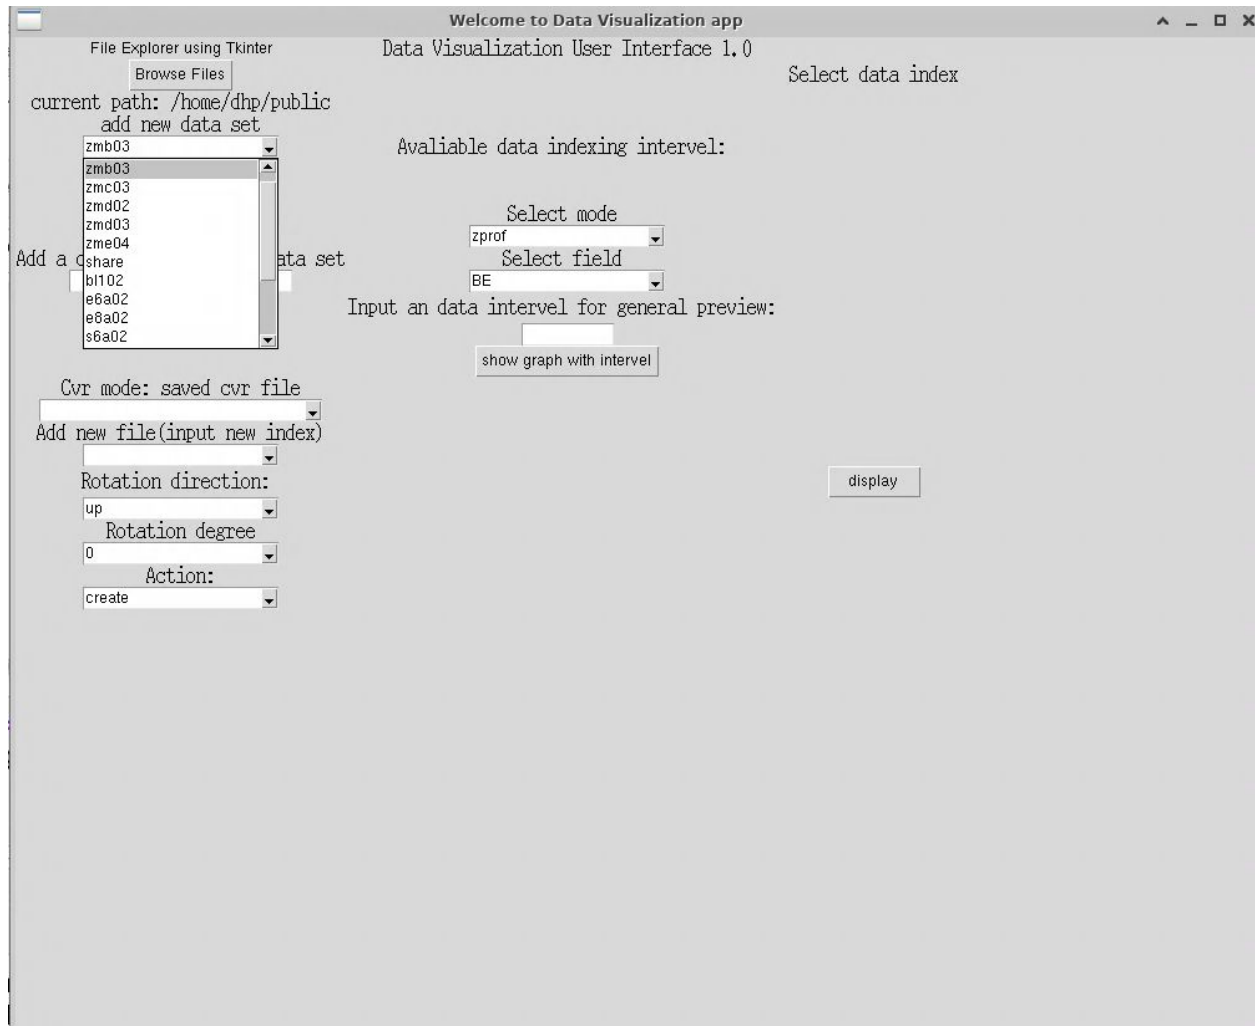 Welcome to Data Visualization app
File Explorer using Tkinter
Browse Files
current path: /home/dhp/public
add new data set
zmb03
zmb03
zmc03
zmd02
zmd03
zme04
share
bl102
e6a02
e8a02
s6a02
Add a
ata set
Cvr mode: saved cvr file
Add new file(input new index)
Rotation direction:
up
Rotation degree
0
Action:
create
Data Visualization User Interface 1.0
Avaliable data indexing intervel:
Select mode
zprof
Select field
BE
Input an data intervel for general preview:
show graph with intervel
Select data index
display